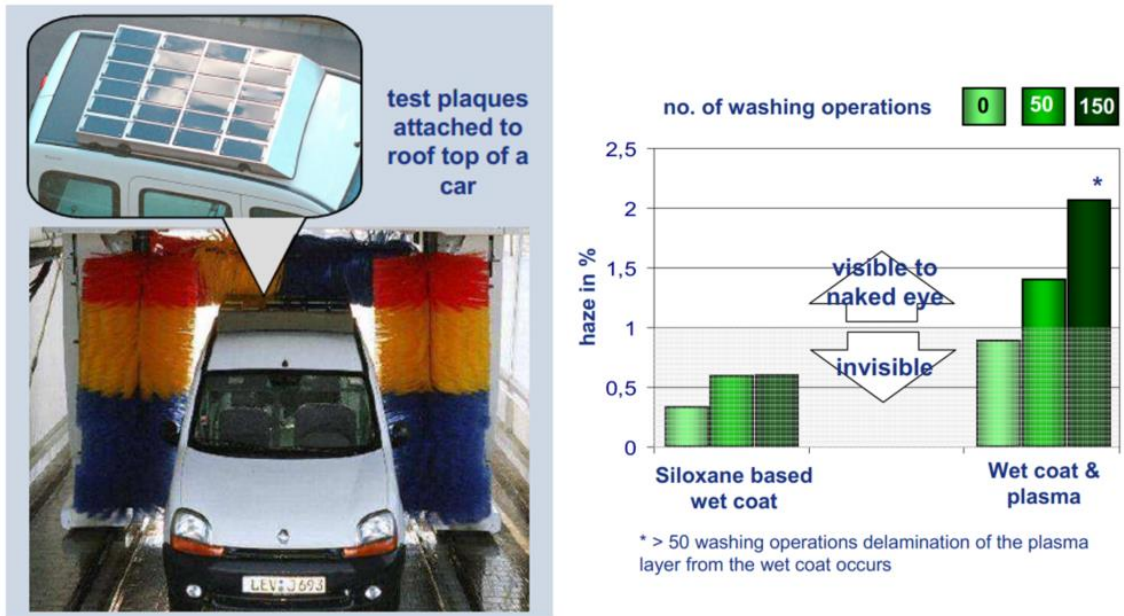 test plaques
attached to
roof top of a
car
LEV J 693
no. of washing operations 0 50 150
2,5
2
1,5
1
0,5
0
haze in %
*
visible to
naked eye
invisible
Siloxane based
wet coat
Wet coat &
plasma
* > 50 washing operations delamination of the plasma
layer from the wet coat occurs